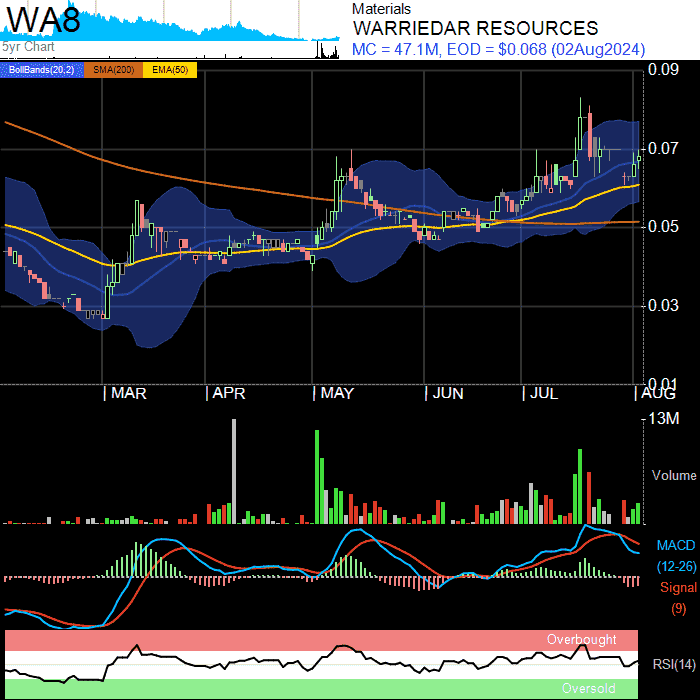 WA8
5yr Chart
Materials
WARRIEDAR RESOURCES
MC = 47.1M, EOD = $0.068 (02Aug2024)
BollBands(20,2) SMA(200) EMA(50)
0.09
0.07
0.05
0.03
0.01
MAR APR MAY JUN JUL AUG
13M
Volume
MACD
(12-26)
Signal
(9)
Overbought
RSI(14)
Oversold